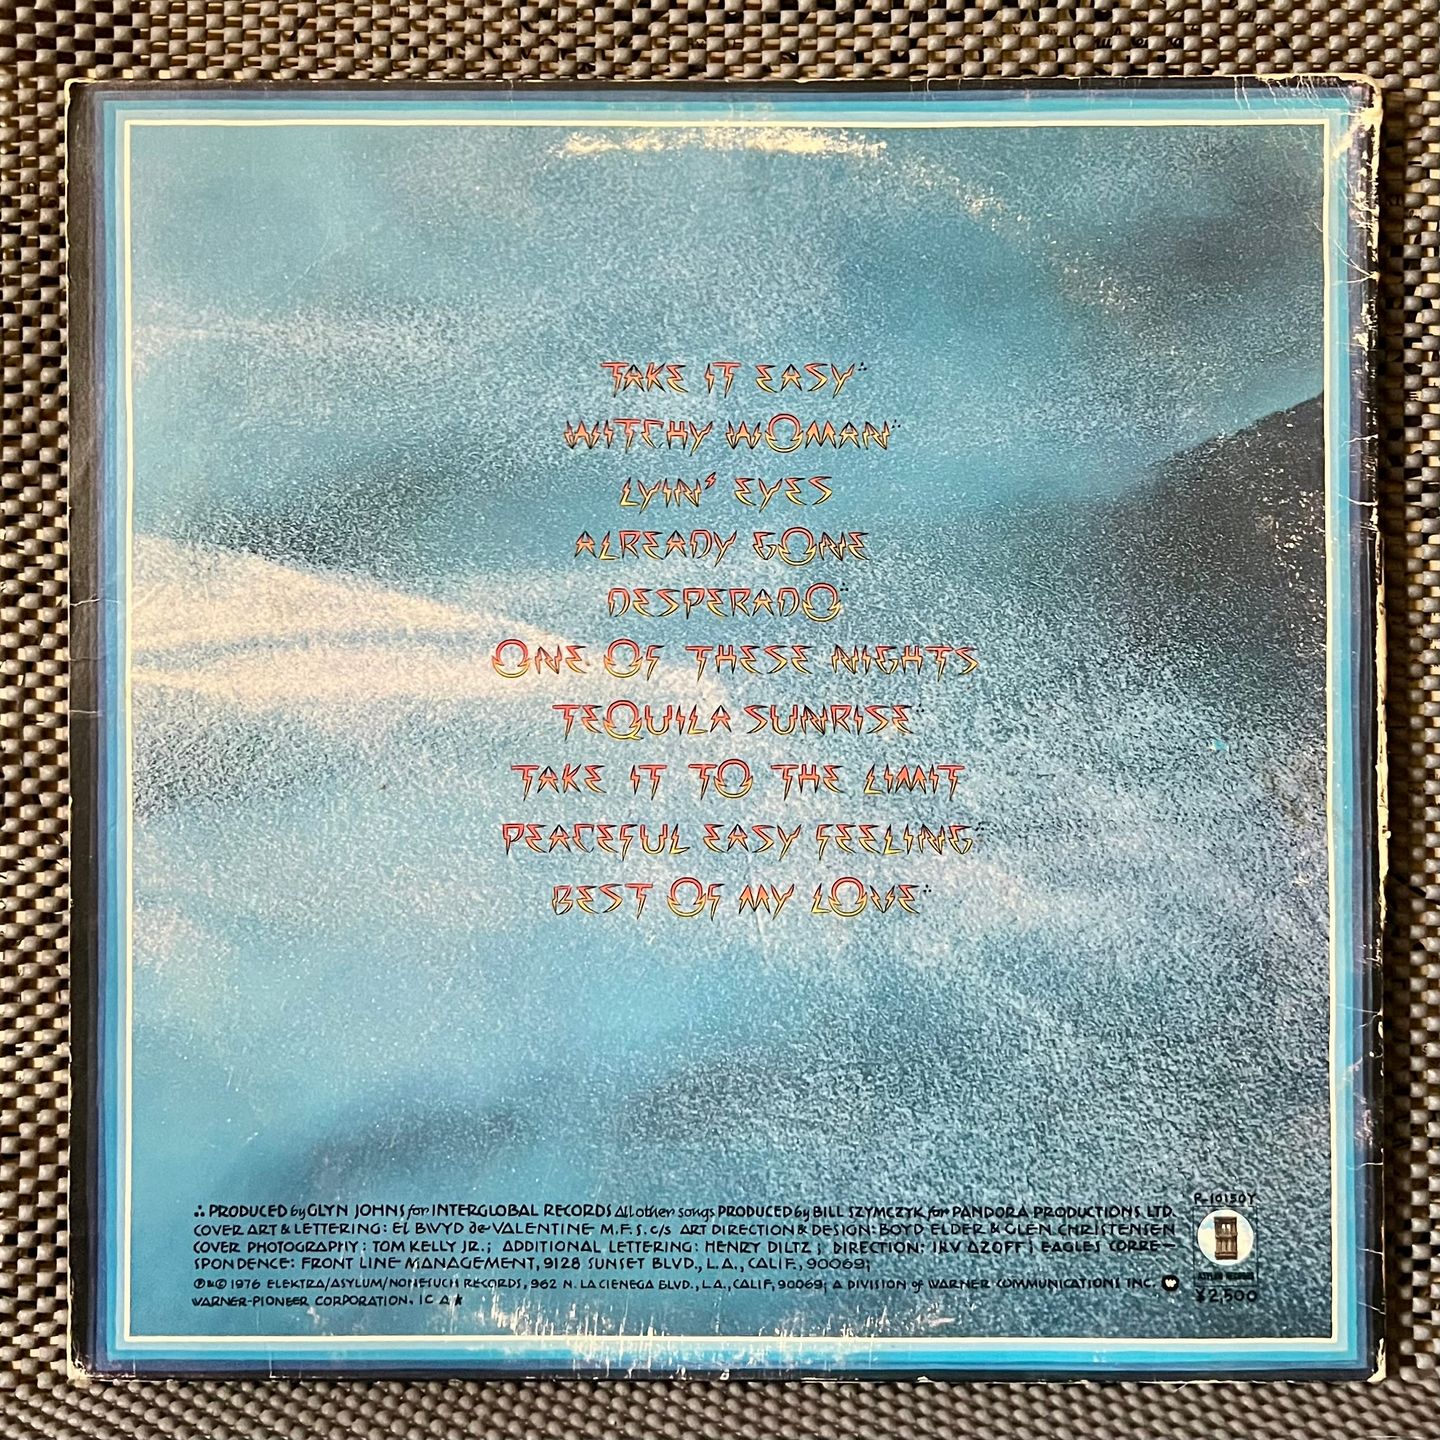 TAKE IT EASY∴
WITCHY WOMAN∴
LYIN' EYES
ALREADY GONE
DESPERADO∴
ONE OF THESE NIGHTS
TEQUILA SUNRISE∴
TAKE IT TO THE LIMIT
PEACEFUL EASY FEELING∴
BEST OF MY LOVE∴
∴ PRODUCED by GLYN JOHNS for INTERGLOBAL RECORDS All other songs PRODUCED by BILL SZYMCZYK for PANDORA PRODUCTIONS LTD.
COVER ART & LETTERING: El BWYD de VALENTINE M.F.S. c/s ART DIRECTION & DESIGN: BOYD ELDER & GLEN CHRISTENSEN
COVER PHOTOGRAPHY: TOM KELLY JR.; ADDITIONAL LETTERING: HENRY DILTZ; DIRECTION: IRV AZOFF; EAGLES CORRE-
SPONDENCE: FRONT LINE MANAGEMENT, 9128 SUNSET BLVD., L.A., CALIF., 90069;
℗&© 1976 ELEKTRA/ASYLUM/NONESUCH RECORDS, 962 N. LA CIENEGA BLVD., L.A., CALIF, 90069; A DIVISION of WARNER COMMUNICATIONS INC.
WARNER-PIONEER CORPORATION.
P-10150Y
ASYLUM RECORDS
¥2,500